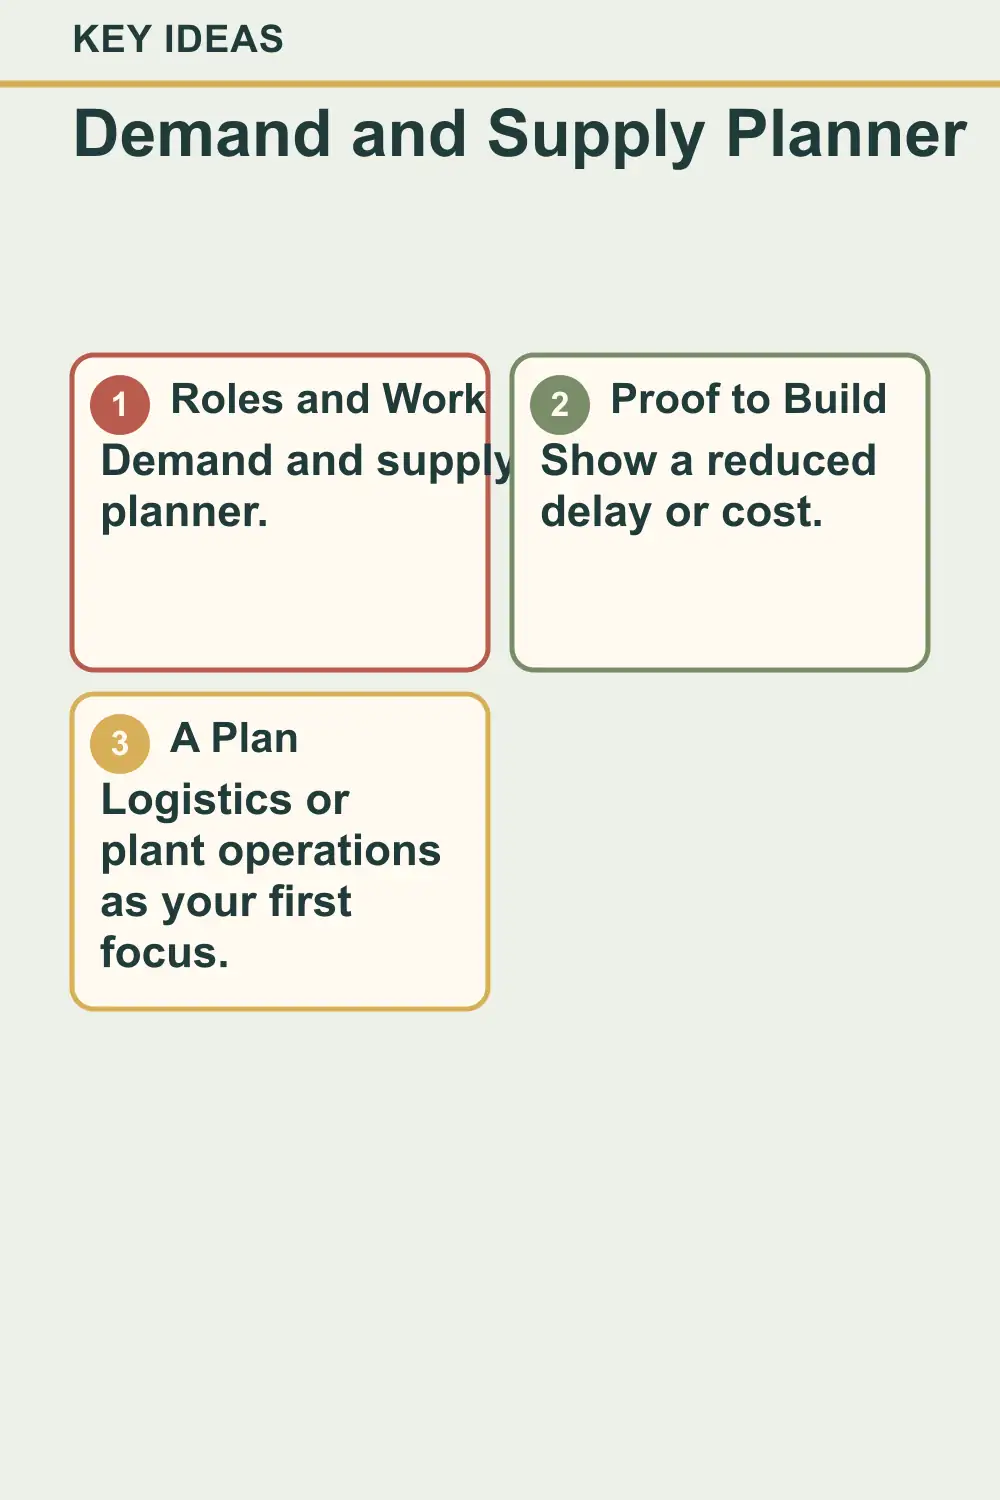 KEY IDEAS
Demand and Supply Planner
1
Roles and Work
Demand and supply
planner.
2
Proof to Build
Show a reduced
delay or cost.
3
A Plan
Logistics or
plant operations
as your first
focus.